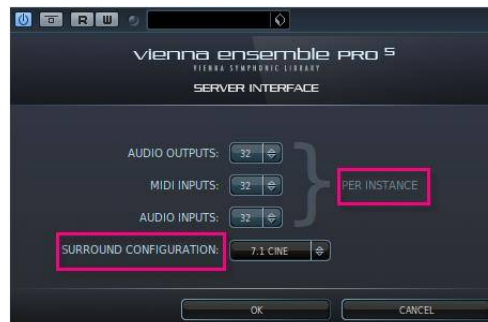 R W
vienna ensemble PRO 5
VIENNA SYMPHONIC LIBRARY
SERVER INTERFACE
AUDIO OUTPUTS: 32
MIDI INPUTS: 32 PER INSTANCE
AUDIO INPUTS: 32
SURROUND CONFIGURATION: 7.1 CINE
OK CANCEL